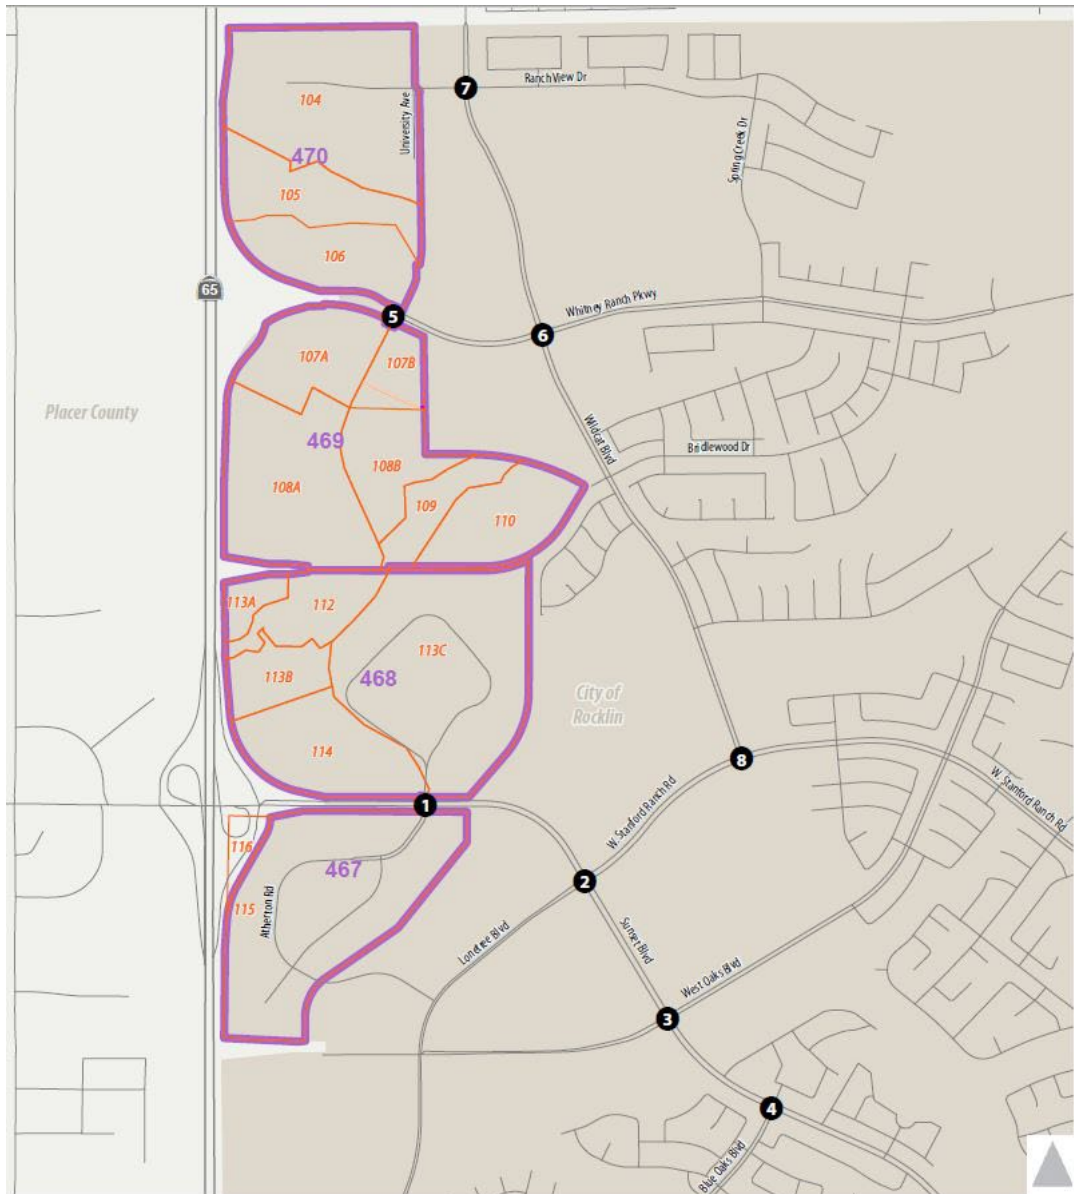 7
Ranch View Dr
104
University Ave
470
Spring Creek Dr
105
106
65
5
Whitney Ranch Pkwy
6
107A
107B
Placer County
469
Wildcat Blvd
Bridlewood Dr
108B
108A
109
110
113A
112
113C
113B
468
City of
Rocklin
114
8
W. Stanford Ranch Rd
W. Stanford Ranch Rd
1
116
467
2
115
Atherton Rd
Lonetree Blvd
Sunset Blvd
West Oaks Blvd
3
4
Blue Oaks Blvd